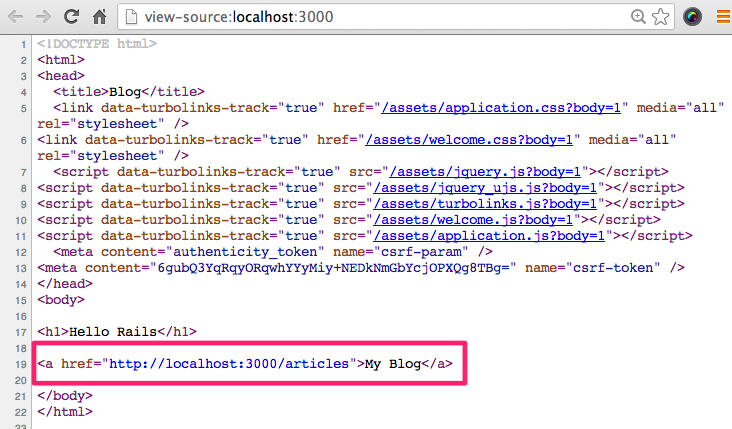 view-source:localhost:3000
1 <!DOCTYPE html>
2 <html>
3 <head>
4 <title>Blog</title>
5 <link data-turbolinks-track="true" href="/assets/application.css?body=1" media="all"
rel="stylesheet" />
6 <link data-turbolinks-track="true" href="/assets/welcome.css?body=1" media="all"
rel="stylesheet" />
7 <script data-turbolinks-track="true" src="/assets/jquery.js?body=1"></script>
8 <script data-turbolinks-track="true" src="/assets/jquery_ujs.js?body=1"></script>
9 <script data-turbolinks-track="true" src="/assets/turbolinks.js?body=1"></script>
10 <script data-turbolinks-track="true" src="/assets/welcome.js?body=1"></script>
11 <script data-turbolinks-track="true" src="/assets/application.js?body=1"></script>
12 <meta content="authenticity_token" name="csrf-param" />
13 <meta content="6gubQ3YqRqyORqwhYYyMiy+NEDkNmGbYcjOPXQg8TBg=" name="csrf-token" />
14 </head>
15 <body>
16
17 <h1>Hello Rails</h1>
18
19 <a href="http://localhost:3000/articles">My Blog</a>
20
21 </body>
22 </html>
23